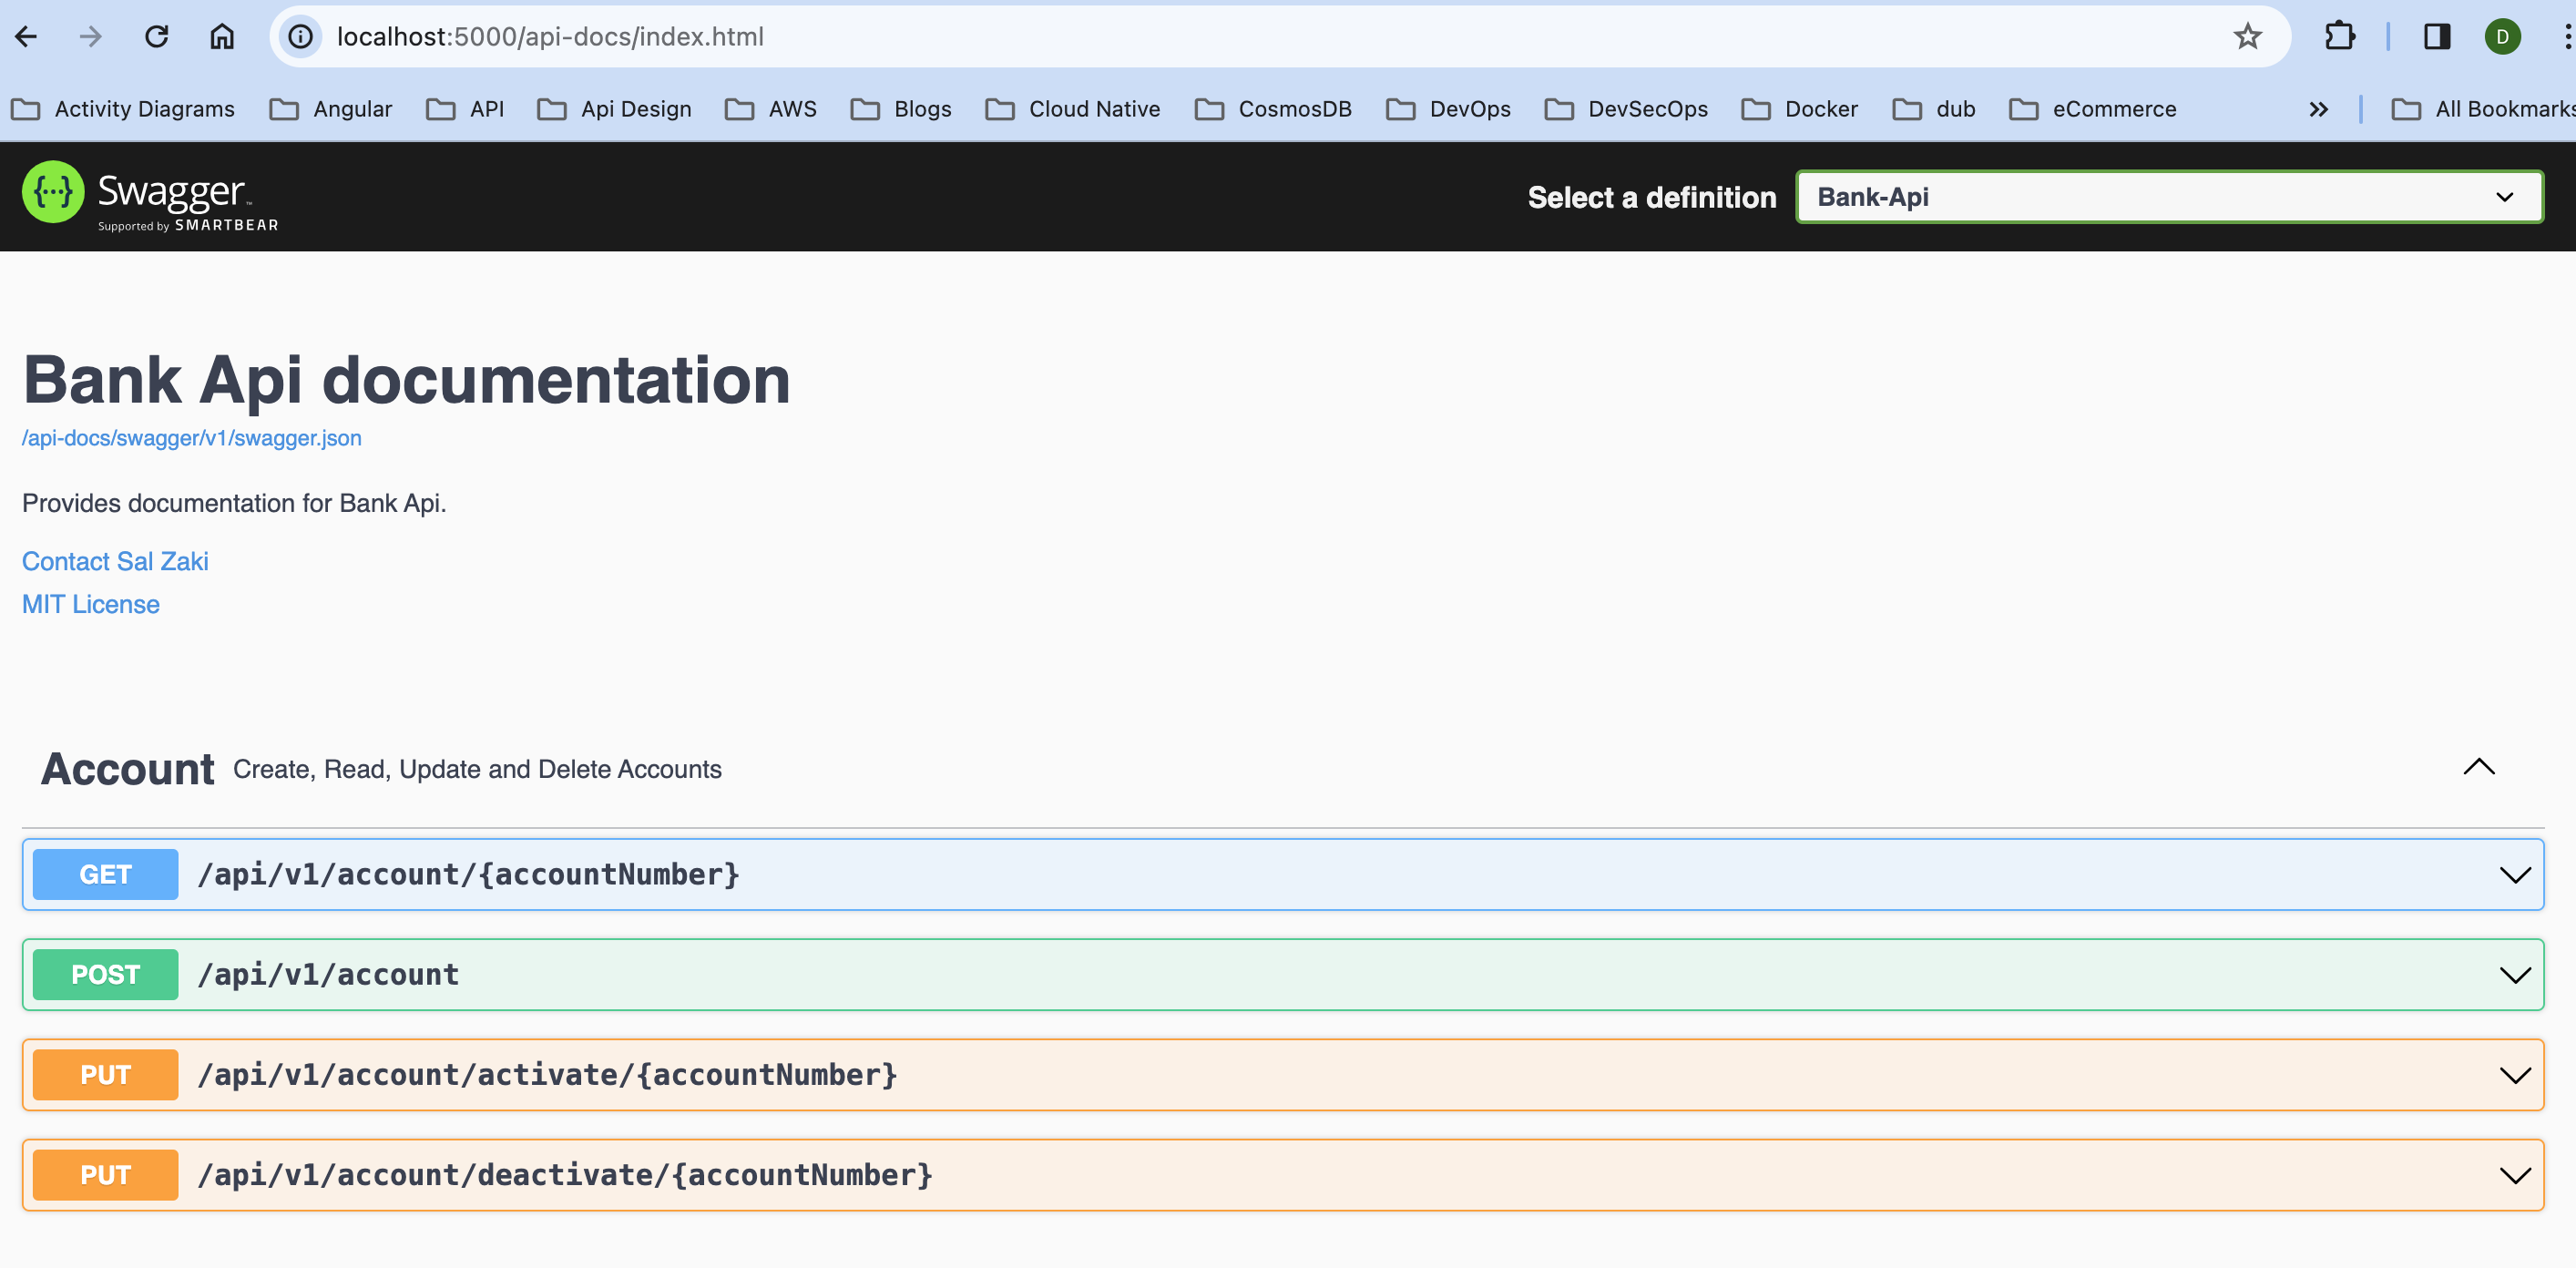 localhost:5000/api-docs/index.html
D
Activity Diagrams Angular API Api Design AWS Blogs Cloud Native CosmosDB DevOps DevSecOps Docker dub eCommerce » All Bookmarks
{...} Swagger™
Supported by SMARTBEAR
Select a definition Bank-Api
Bank Api documentation
/api-docs/swagger/v1/swagger.json
Provides documentation for Bank Api.
Contact Sal Zaki
MIT License
Account Create, Read, Update and Delete Accounts
GET /api/v1/account/{accountNumber}
POST /api/v1/account
PUT /api/v1/account/activate/{accountNumber}
PUT /api/v1/account/deactivate/{accountNumber}